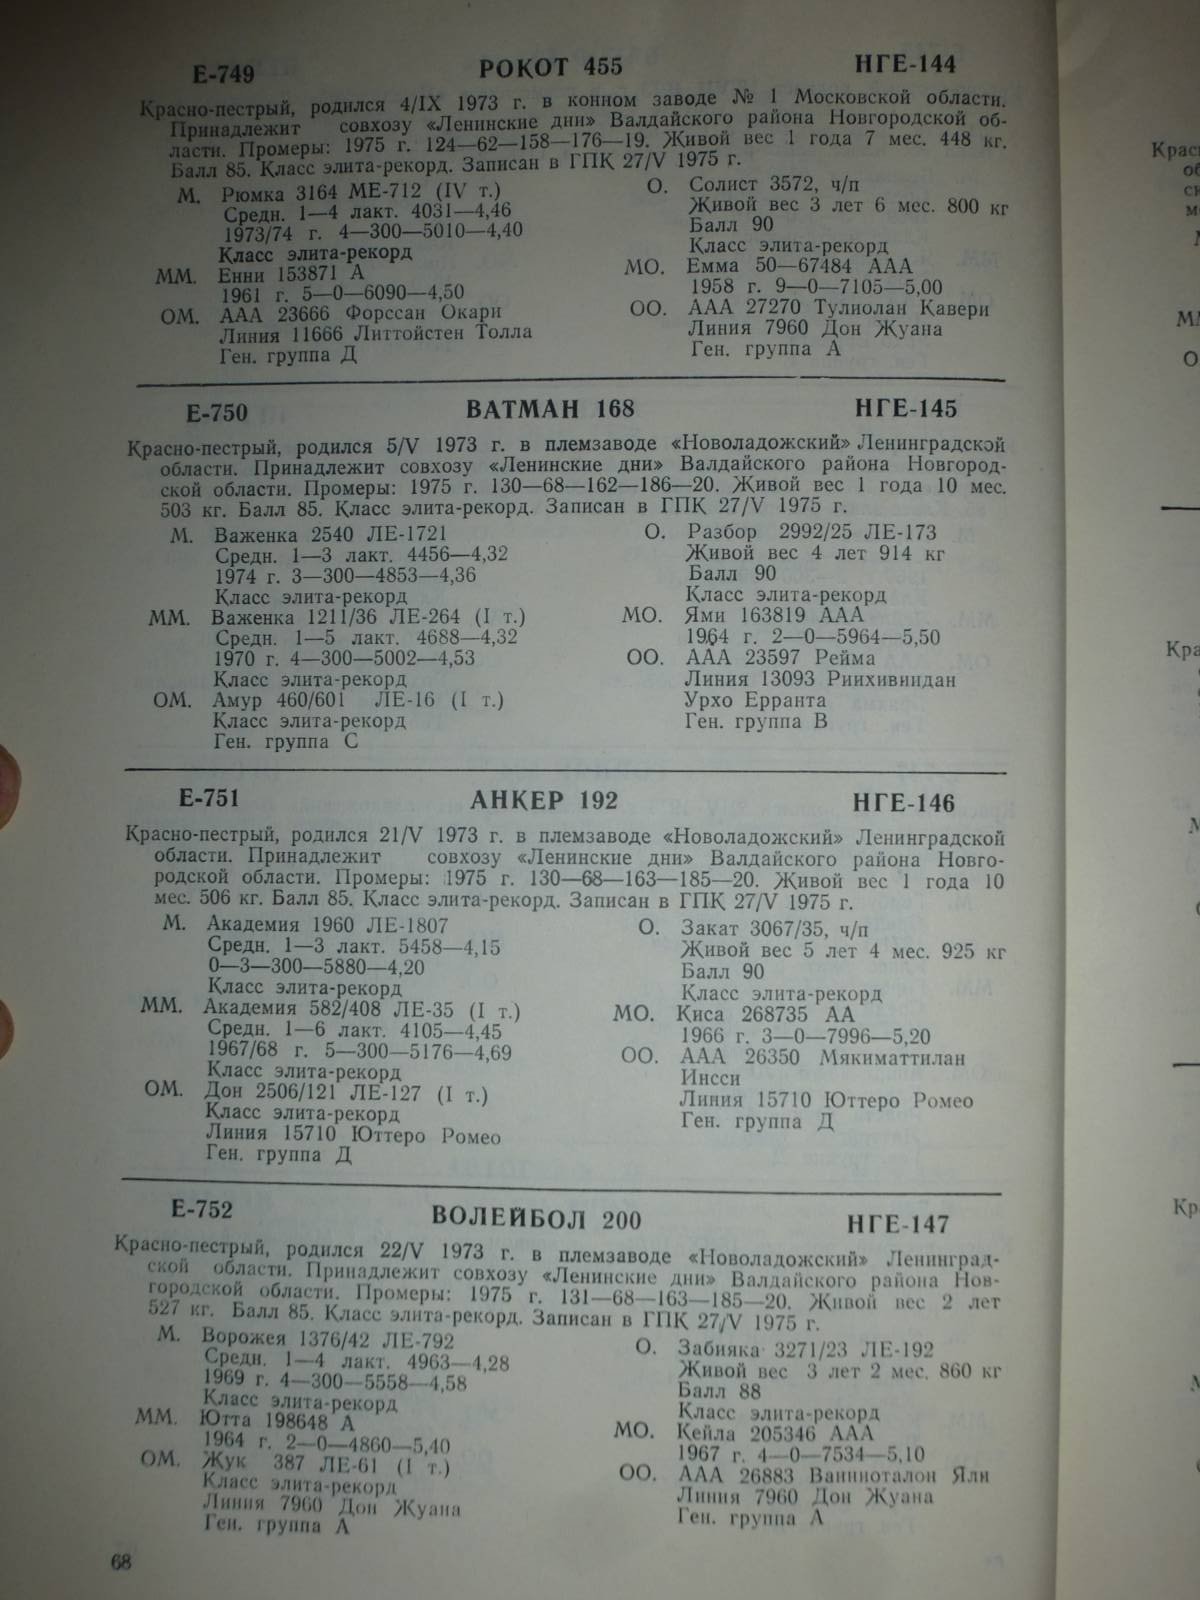 Е-749 РОКОТ 455 НГЕ-144
Красно-пестрый, родился 4/IX 1973 г. в конном заводе № 1 Московской области.
Принадлежит совхозу «Ленинские дни» Валдайского района Новгородской об-
ласти. Промеры: 1975 г. 124—62—158—176—19. Живой вес 1 года 7 мес. 448 кг.
Балл 85. Класс элита-рекорд. Записан в ГПК 27/V 1975 г.
М. Рюмка 3164 МЕ-712 (IV т.)
Средн. 1—4 лакт. 4031—4,46
1973/74 г. 4—300—5010—4,40
Класс элита-рекорд
ММ. Енни 153871 А
1961 г. 5—0—6090—4,50
ОМ. ААА 23666 Форссан Окари
Линия 11666 Литтойстен Толла
Ген. группа Д
О. Солист 3572, ч/п
Живой вес 3 лет 6 мес. 800 кг
Балл 90
Класс элита-рекорд
МО. Емма 50—67484 ААА
1958 г. 9—0—7105—5,00
ОО. ААА 27270 Тулиолан Кавери
Линия 7960 Дон Жуана
Ген. группа А
Е-750 ВАТМАН 168 НГЕ-145
Красно-пестрый, родился 5/V 1973 г. в племзаводе «Новоладожский» Ленинградской
области. Принадлежит совхозу «Ленинские дни» Валдайского района Новгород-
ской области. Промеры: 1975 г. 130—68—162—186—20. Живой вес 1 года 10 мес.
503 кг. Балл 85. Класс элита-рекорд. Записан в ГПК 27/V 1975 г.
М. Важенка 2540 ЛЕ-1721
Средн. 1—3 лакт. 4456—4,32
1974 г. 3—300—4853—4,36
Класс элита-рекорд
ММ. Важенка 1211/36 ЛЕ-264 (I т.)
Средн. 1—5 лакт. 4688—4,32
1970 г. 4—300—5002—4,53
Класс элита-рекорд
ОМ. Амур 460/601 ЛЕ-16 (I т.)
Класс элита-рекорд
Ген. группа С
О. Разбор 2992/25 ЛЕ-173
Живой вес 4 лет 914 кг
Балл 90
Класс элита-рекорд
МО. Ями 163819 ААА
1964 г. 2—0—5964—5,50
ОО. ААА 23597 Рейма
Линия 13093 Риихивиидан
Урхо Ерранта
Ген. группа В
Е-751 АНКЕР 192 НГЕ-146
Красно-пестрый, родился 21/V 1973 г. в племзаводе «Новоладожский» Ленинградской
области. Принадлежит совхозу «Ленинские дни» Валдайского района Новго-
родской области. Промеры: 1975 г. 130—68—163—185—20. Живой вес 1 года 10
мес. 506 кг. Балл 85. Класс элита-рекорд. Записан в ГПК 27/V 1975 г.
М. Академия 1960 ЛЕ-1807
Средн. 1—3 лакт. 5458—4,15
0—3—300—5880—4,20
Класс элита-рекорд
ММ. Академия 582/408 ЛЕ-35 (I т.)
Средн. 1—6 лакт. 4105—4,45
1967/68 г. 5—300—5176—4,69
Класс элита-рекорд
ОМ. Дон 2506/121 ЛЕ-127 (I т.)
Класс элита-рекорд
Линия 15710 Юттеро Ромео
Ген. группа Д
О. Закат 3067/35, ч/п
Живой вес 5 лет 4 мес. 925 кг
Балл 90
Класс элита-рекорд
МО. Киса 268735 АА
1966 г. 3—0—7996—5,20
ОО. ААА 26350 Мякиматтилан
Инсси
Линия 15710 Юттеро Ромео
Ген. группа Д
Е-752 ВОЛЕЙБОЛ 200 НГЕ-147
Красно-пестрый, родился 22/V 1973 г. в племзаводе «Новоладожский» Ленинград-
ской области. Принадлежит совхозу «Ленинские дни» Валдайского района Нов-
городской области. Промеры: 1975 г. 131—68—163—185—20. Живой вес 2 лет
527 кг. Балл 85. Класс элита-рекорд. Записан в ГПК 27/V 1975 г.
М. Ворожея 1376/42 ЛЕ-792
Средн. 1—4 лакт. 4963—4,28
1969 г. 4—300—5558—4,58
Класс элита-рекорд
ММ. Ютта 198648 А
1964 г. 2—0—4860—5,40
ОМ. Жук 387 ЛЕ-61 (I т.)
Класс элита-рекорд
Линия 7960 Дон Жуана
Ген. группа А
О. Забияка 3271/23 ЛЕ-192
Живой вес 3 лет 2 мес. 860 кг
Балл 88
Класс элита-рекорд
МО. Кейла 205346 ААА
1967 г. 4—0—7534—5,10
ОО. ААА 26883 Ванинoталон Яли
Линия 7960 Дон Жуана
Ген. группа А
68